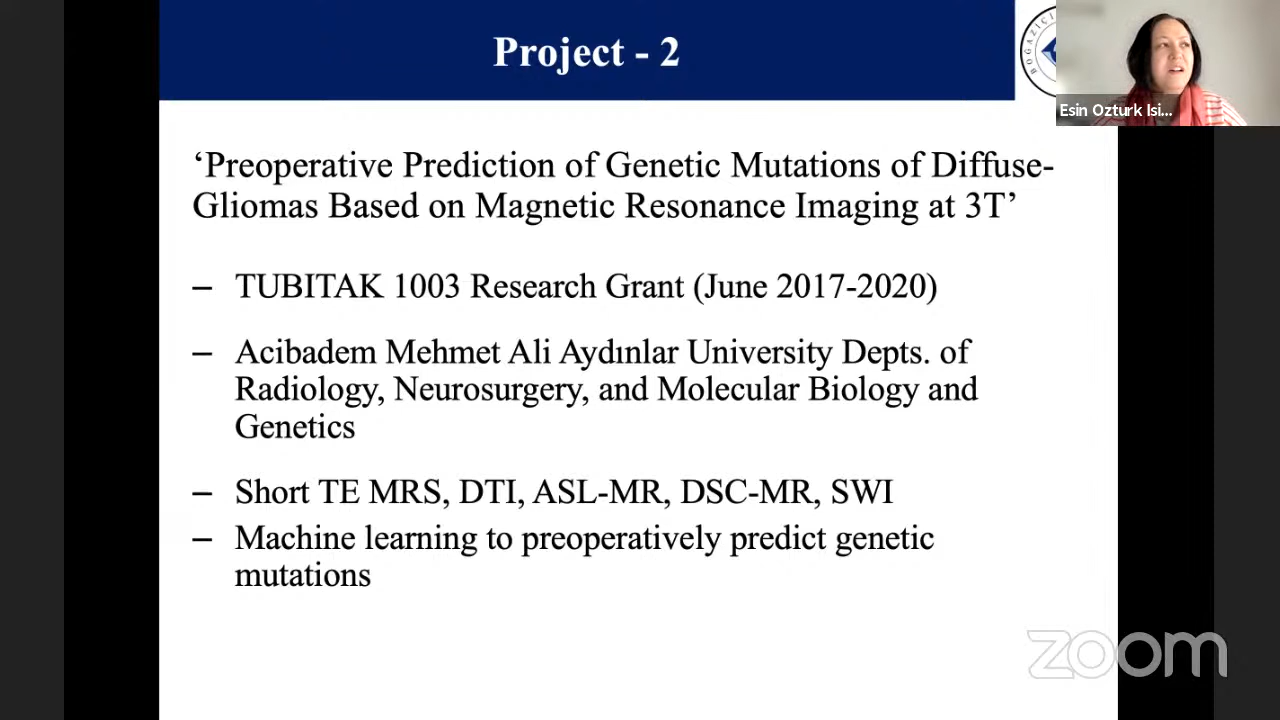 Project - 2
BOĞAZİÇİ
Esin Ozturk Isi...
‘Preoperative Prediction of Genetic Mutations of Diffuse-
Gliomas Based on Magnetic Resonance Imaging at 3T’
– TUBITAK 1003 Research Grant (June 2017-2020)
– Acibadem Mehmet Ali Aydınlar University Depts. of
Radiology, Neurosurgery, and Molecular Biology and
Genetics
– Short TE MRS, DTI, ASL-MR, DSC-MR, SWI
– Machine learning to preoperatively predict genetic
mutations
zoom